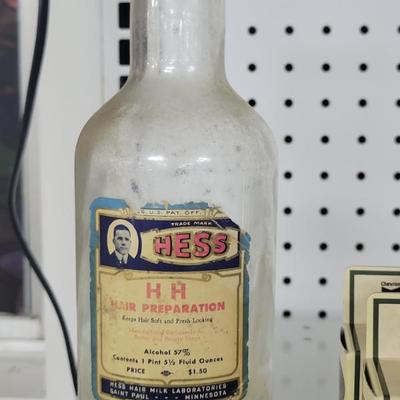 U.S. PAT. OFF.
TRADE MARK
HESS
H H
HAIR PREPARATION
Keeps Hair Soft and Fresh Looking
Alcohol 57%
Contents 1 Pint 5½ Fluid Ounces
PRICE $1.50
HESS HAIR MILK LABORATORIES
SAINT PAUL MINNESOTA
Chevrolet